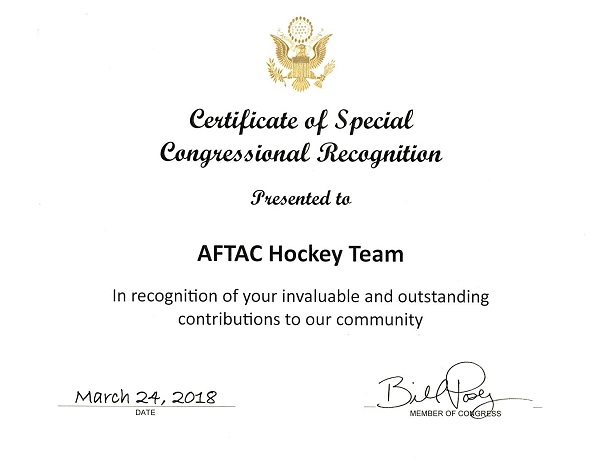 Certificate of Special
Congressional Recognition
Presented to
AFTAC Hockey Team
In recognition of your invaluable and outstanding
contributions to our community
March 24, 2018
DATE
Bill Posey
MEMBER OF CONGRESS